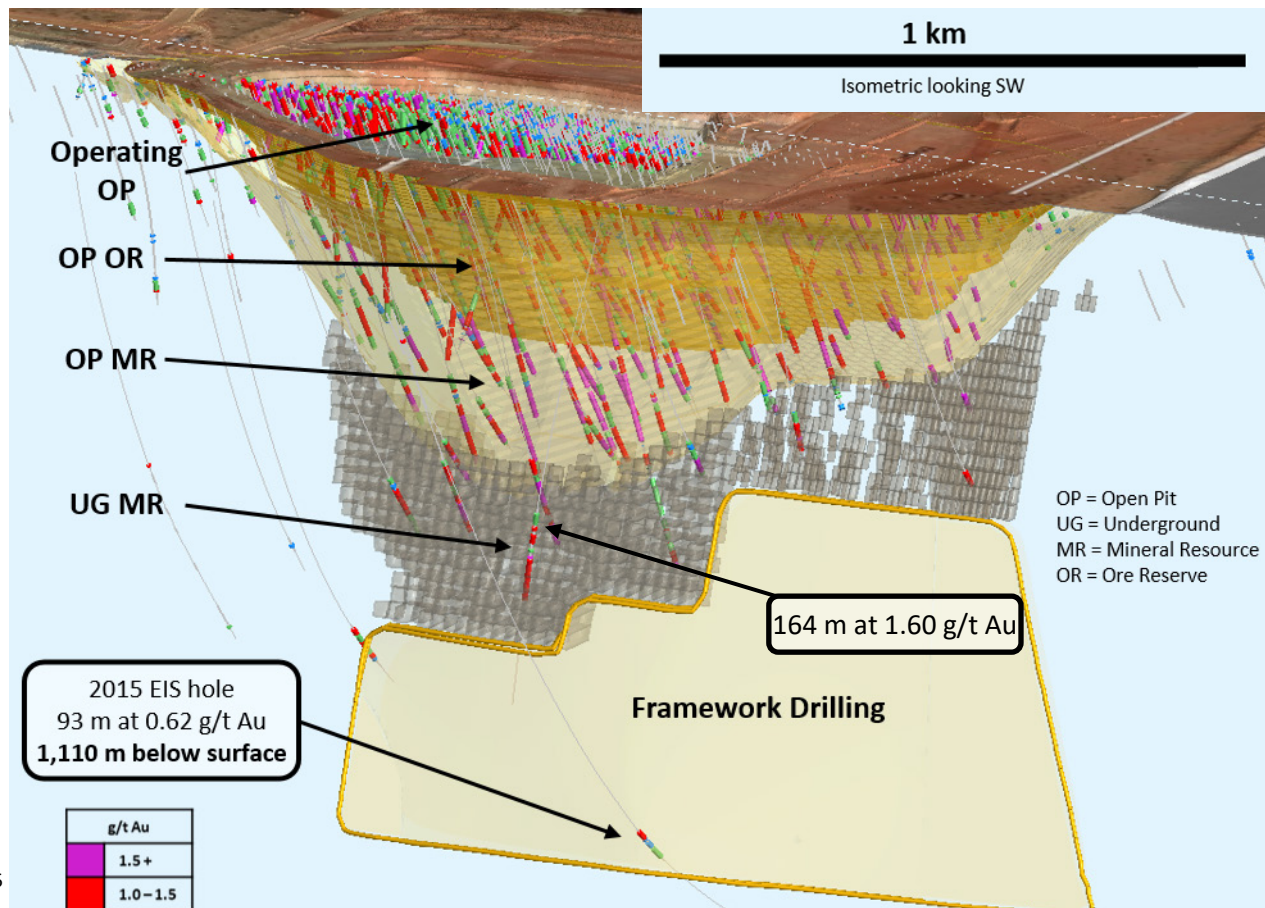 1 km
Isometric looking SW
Operating
OP
OP OR
OP MR
UG MR
OP = Open Pit
UG = Underground
MR = Mineral Resource
OR = Ore Reserve
164 m at 1.60 g/t Au
2015 EIS hole
93 m at 0.62 g/t Au
1,110 m below surface
Framework Drilling
g/t Au
1.5 +
1.0 – 1.5